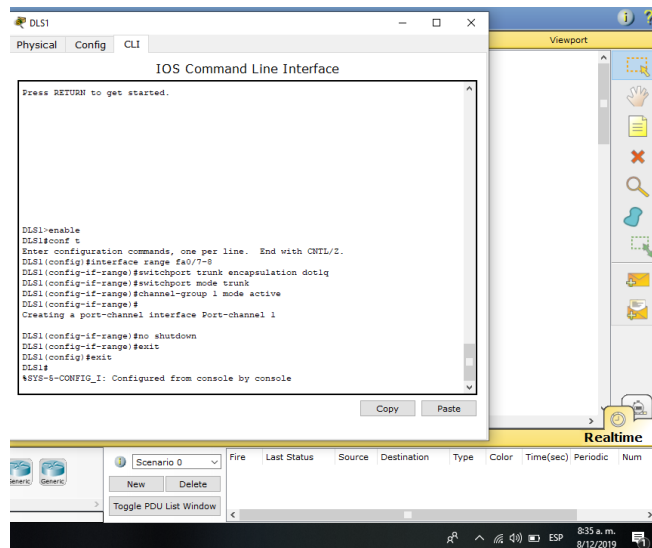 DLS1
Physical Config CLI
IOS Command Line Interface
Press RETURN to get started.
DLS1>enable
DLS1#conf t
Enter configuration commands, one per line. End with CNTL/Z.
DLS1(config)#interface range fa0/7-8
DLS1(config-if-range)#switchport trunk encapsulation dot1q
DLS1(config-if-range)#switchport mode trunk
DLS1(config-if-range)#channel-group 1 mode active
DLS1(config-if-range)#
Creating a port-channel interface Port-channel 1
DLS1(config-if-range)#no shutdown
DLS1(config-if-range)#exit
DLS1(config)#exit
DLS1#
%SYS-5-CONFIG_I: Configured from console by console
Copy Paste
Viewport
Realtime
Generic
Scenario 0
New Delete
Toggle PDU List Window
Fire Last Status Source Destination Type Color Time(sec) Periodic Num
ESP
8:35 a. m.
8/12/2019